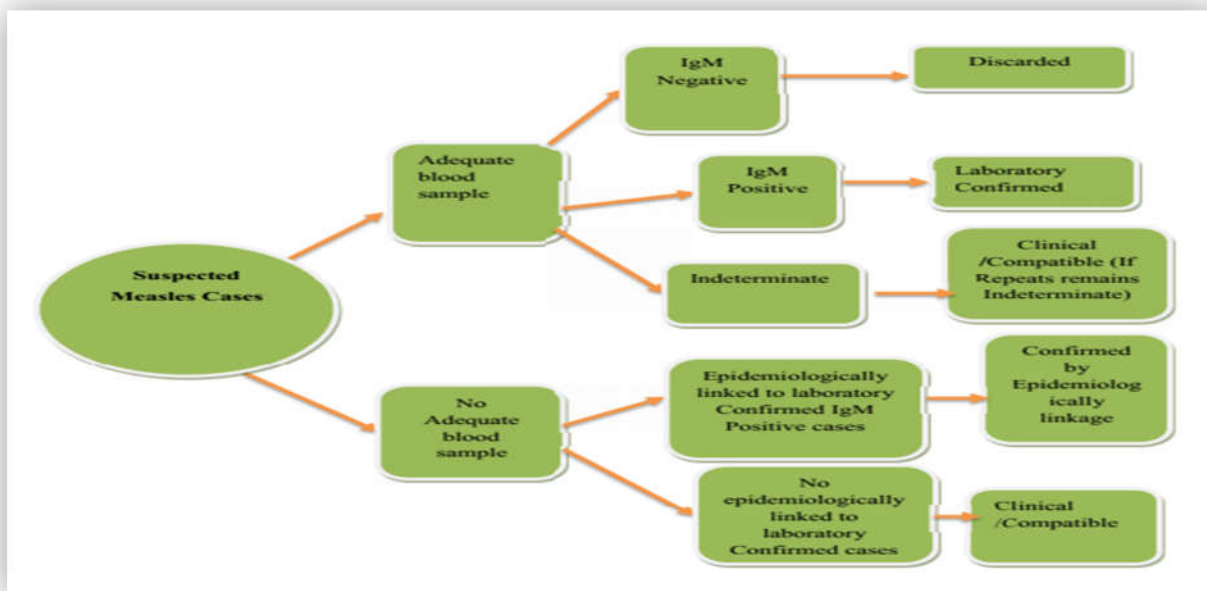 Suspected
Measles Cases
Adequate
blood
sample
IgM
Negative
Discarded
IgM
Positive
Laboratory
Confirmed
Indeterminate
Clinical
/Compatible (If
Repeats remains
Indeterminate)
No
Adequate
blood
sample
Epidemiologically
linked to laboratory
Confirmed IgM
Positive cases
Confirmed
by
Epidemiolog
ically
linkage
No
epidemiologically
linked to
laboratory
Confirmed cases
Clinical
/Compatible